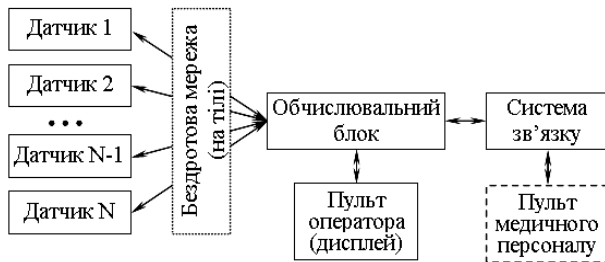 Датчик 1
Датчик 2
•••
Датчик N-1
Датчик N
Бездротова мережа
(на тілі)
Обчислювальний
блок
Система
зв’язку
Пульт
оператора
(дисплей)
Пульт
медичного
персоналу